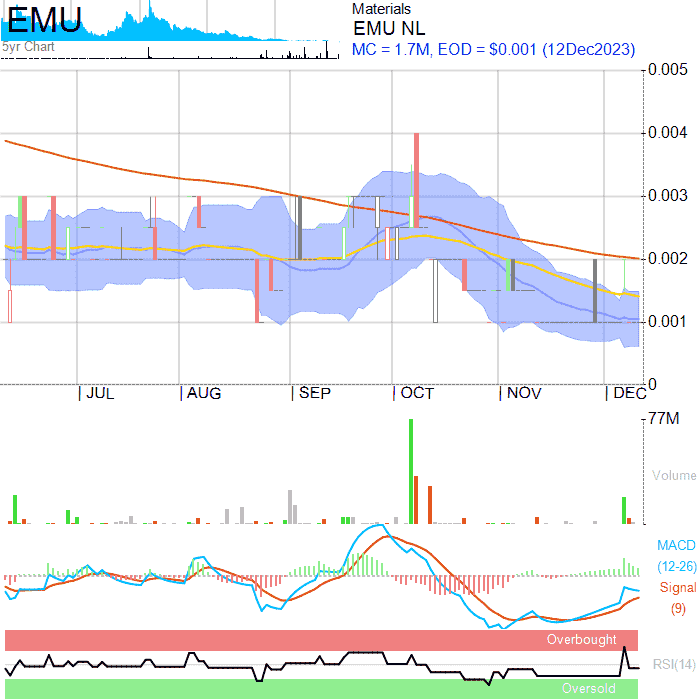 EMU
5yr Chart
Materials
EMU NL
MC = 1.7M, EOD = $0.001 (12Dec2023)
0.005
0.004
0.003
0.002
0.001
0
JUL AUG SEP OCT NOV DEC
77M
Volume
MACD
(12-26)
Signal
(9)
Overbought
RSI(14)
Oversold